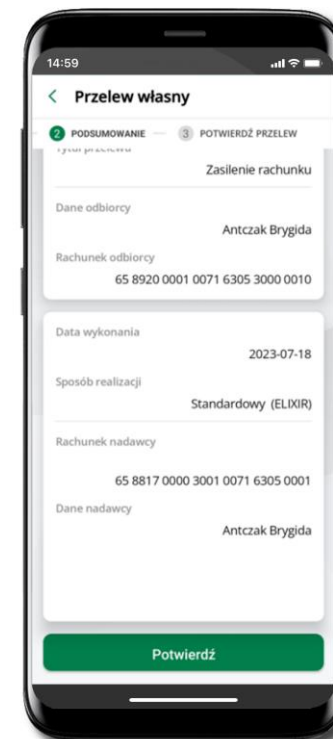 14:59
Przelew własny
2 PODSUMOWANIE 3 POTWIERDŹ PRZELEW
Tytuł przelewu
Zasilenie rachunku
Dane odbiorcy
Antczak Brygida
Rachunek odbiorcy
65 8920 0001 0071 6305 3000 0010
Data wykonania
2023-07-18
Sposób realizacji
Standardowy (ELIXIR)
Rachunek nadawcy
65 8817 0000 3001 0071 6305 0001
Dane nadawcy
Antczak Brygida
Potwierdź